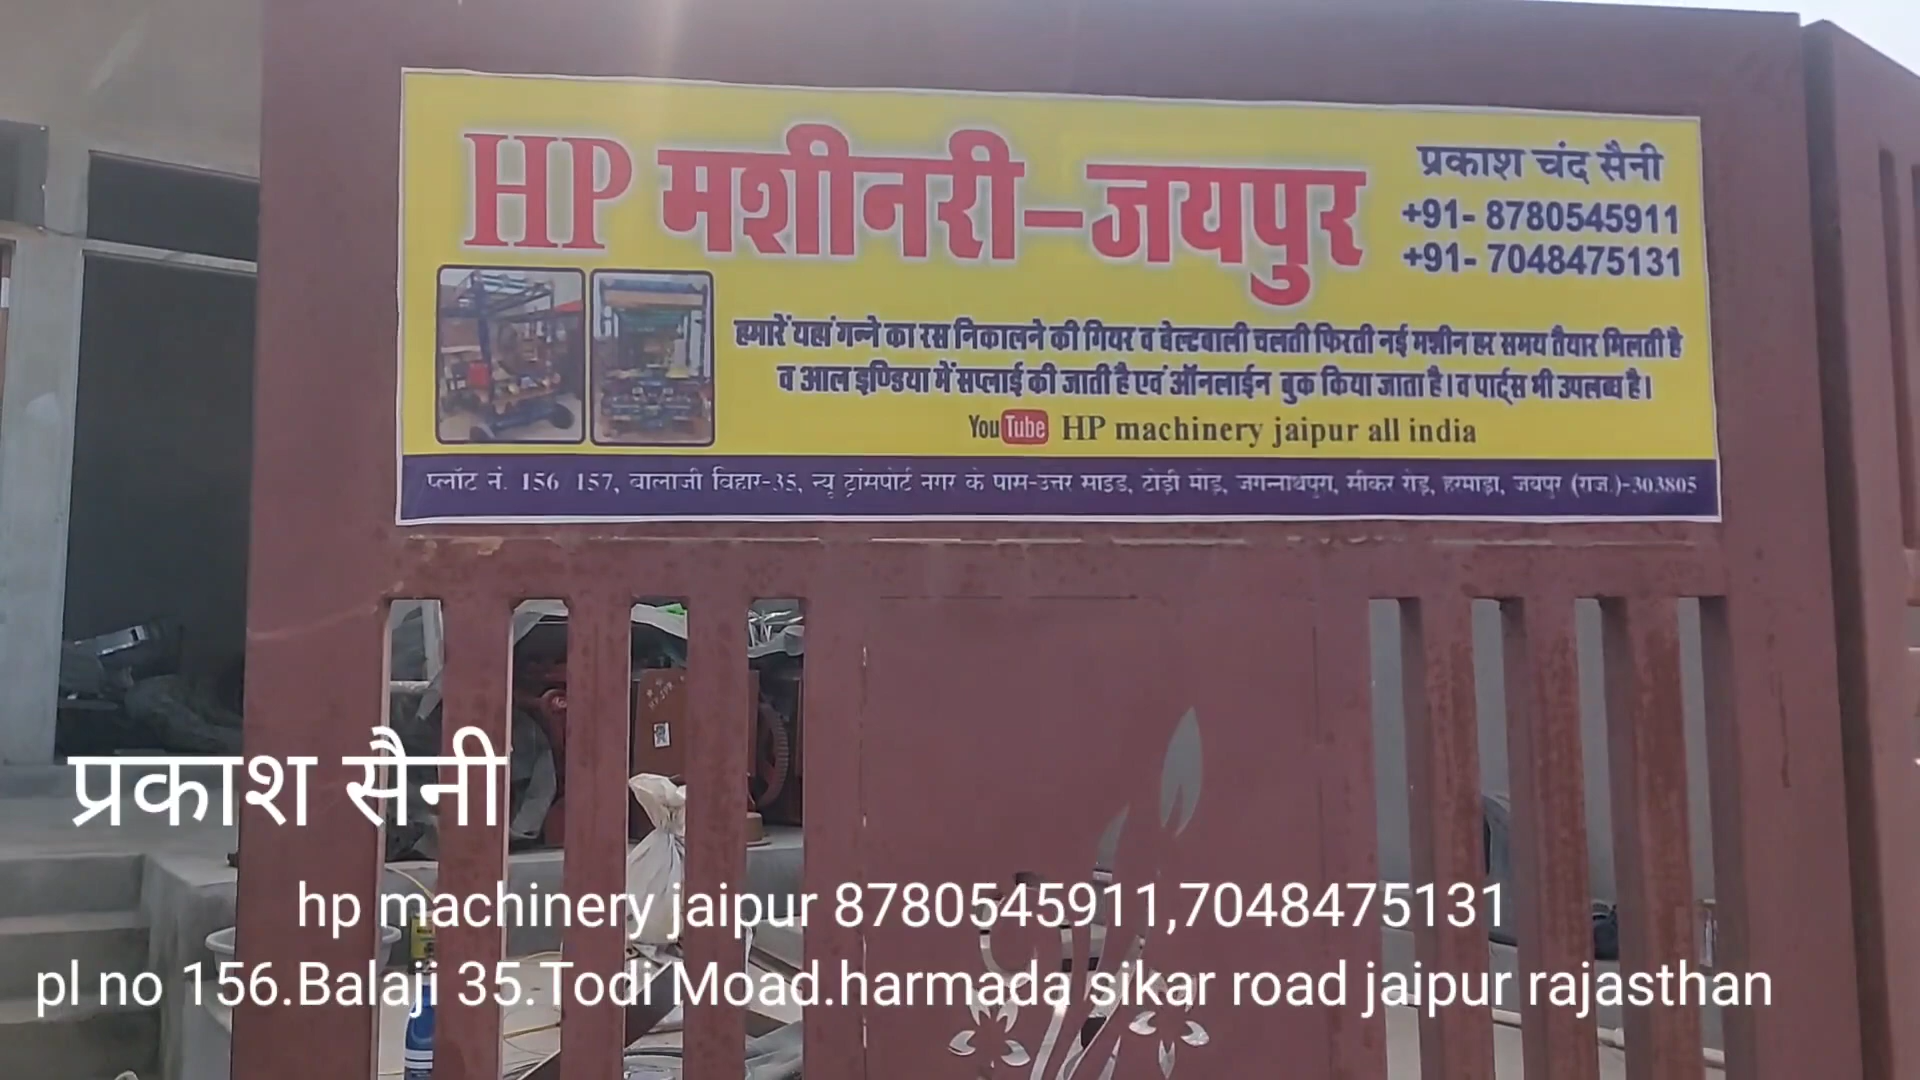 HP मशीनरी-जयपुर
प्रकाश चंद सैनी
+91- 8780545911
+91- 7048475131
हमारें यहां गन्ने का रस निकालने की गियर व बेल्टवाली चलती फिरती नई मशीन हर समय तैयार मिलती है
व आल इण्डिया में सप्लाई की जाती है एवं ऑनलाईन बुक किया जाता है। व पार्ट्स भी उपलब्ध है।
YouTube HP machinery jaipur all india
प्लॉट नं. 156 157, बालाजी विहार-35, न्यू ट्रांसपोर्ट नगर के पास-उत्तर साइड, टोड़ी मोड़, जगन्नाथपुरा, सीकर रोड़, हरमाड़ा, जयपुर (राज.)-303805
प्रकाश सैनी
hp machinery jaipur 8780545911,7048475131
pl no 156.Balaji 35.Todi Moad.harmada sikar road jaipur rajasthan